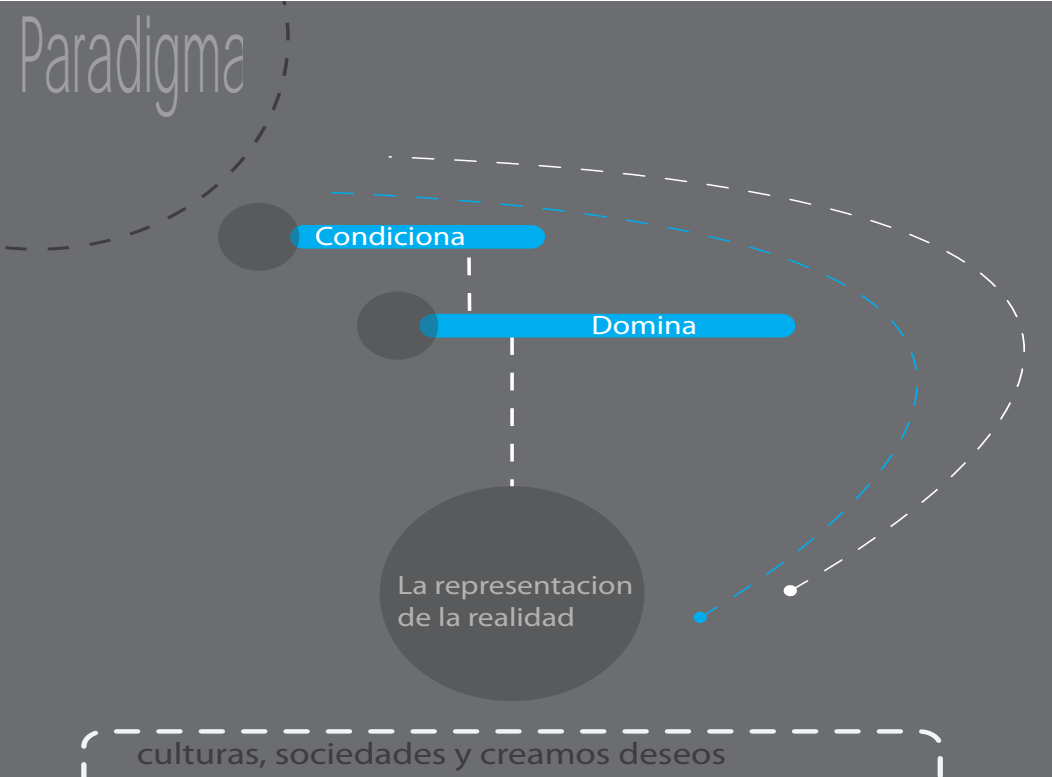 Paradigma
Condiciona
Domina
La representacion
de la realidad
culturas, sociedades y creamos deseos